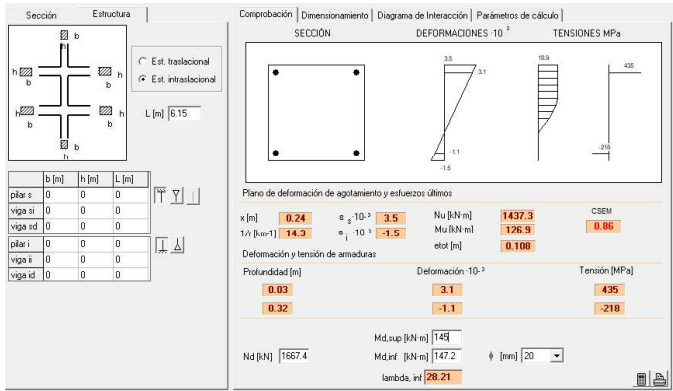 Sección Estructura
b
h h
b b
Est. traslacional
Est. intraslacional
h h
b b
L [m] 6.15
b
h
b [m] h [m] L [m]
pilar s 0 0 0
viga si 0 0 0
viga sd 0 0 0
pilar i 0 0 0
viga ii 0 0 0
viga id 0 0 0
Comprobación Dimensionamiento Diagrama de Interacción Parámetros de cálculo
SECCIÓN DEFORMACIONES ·10 ³ TENSIONES MPa
3.5 18.9
3.1 435
-1.1 -218
-1.5
Plano de deformación de agotamiento y esfuerzos últimos
x [m] 0.24 ε s ·10-³ 3.5 Nu [kN·m] 1437.3 CSEM
1/r [km-1] 14.3 ε i ·10 ³ -1.5 Mu [kN·m] 126.9 0.86
etot [m] 0.108
Deformación y tensión de armaduras
Profundidad [m] Deformación ·10-³ Tensión [MPa]
0.03 3.1 435
0.32 -1.1 -218
Md,sup [kN·m] 145
Nd [kN] 1667.4 Md,inf [kN·m] 147.2 ϕ [mm] 20
lambda, inf 28.21